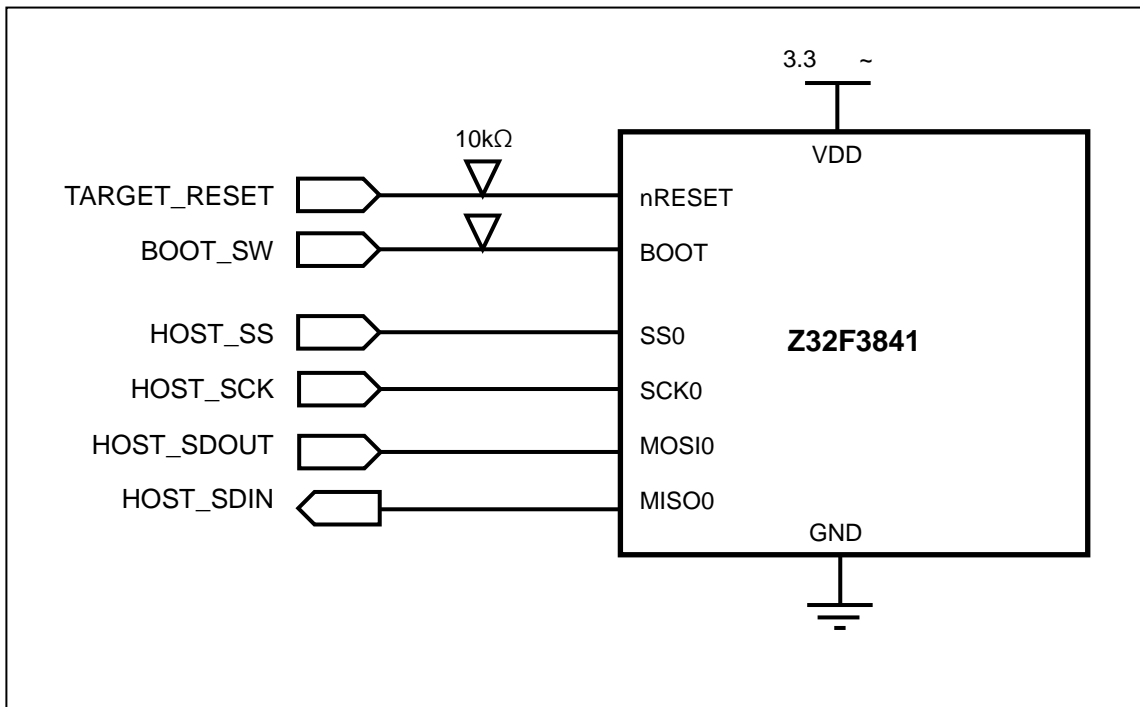 3.3 ~
VDD
10kΩ
TARGET_RESET
nRESET
BOOT_SW
BOOT
HOST_SS
SS0
Z32F3841
HOST_SCK
SCK0
HOST_SDOUT
MOSI0
HOST_SDIN
MISO0
GND